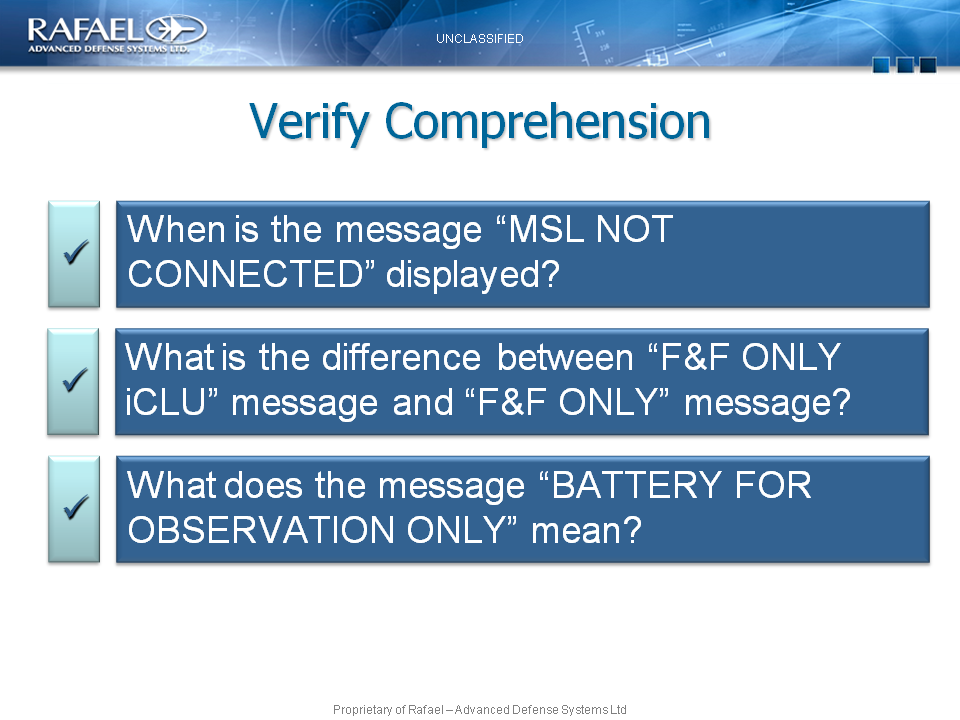 RAFAEL
ADVANCED DEFENSE SYSTEMS LTD.
UNCLASSIFIED
Verify Comprehension
When is the message “MSL NOT
CONNECTED” displayed?
What is the difference between “F&F ONLY
iCLU” message and “F&F ONLY” message?
What does the message “BATTERY FOR
OBSERVATION ONLY” mean?
Proprietary of Rafael – Advanced Defense Systems Ltd